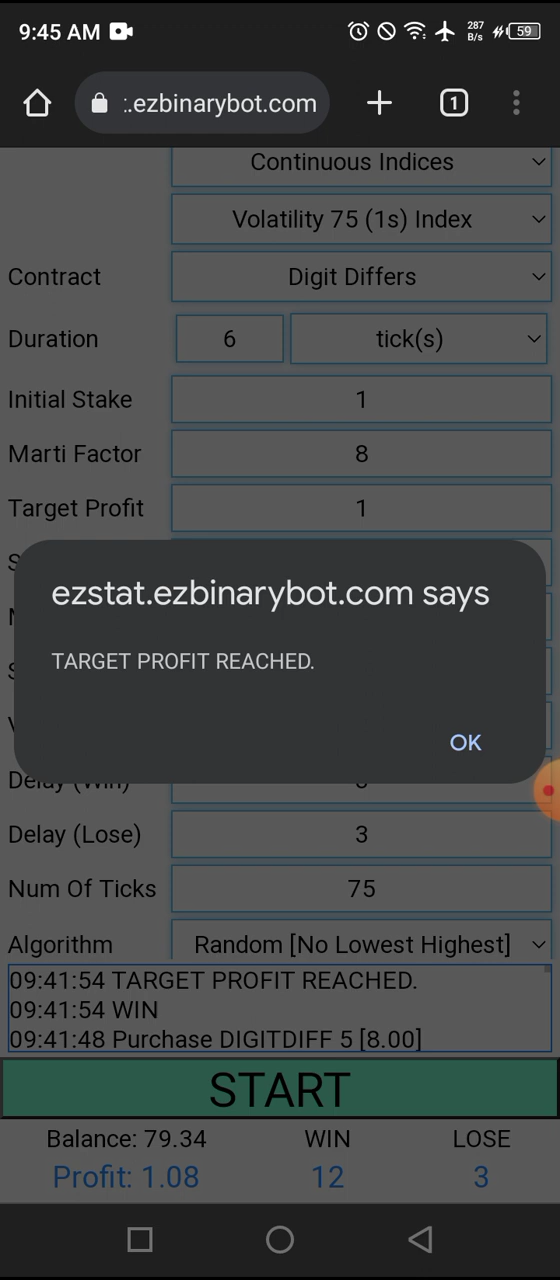 9:45 AM
287
B/s
59
:.ezbinarybot.com
1
Continuous Indices
Volatility 75 (1s) Index
Contract Digit Differs
Duration 6 tick(s)
Initial Stake 1
Marti Factor 8
Target Profit 1
ezstat.ezbinarybot.com says
TARGET PROFIT REACHED.
OK
Delay (Win)
Delay (Lose) 3
Num Of Ticks 75
Algorithm Random [No Lowest Highest]
09:41:54 TARGET PROFIT REACHED.
09:41:54 WIN
09:41:48 Purchase DIGITDIFF 5 [8.00]
START
Balance: 79.34 WIN LOSE
Profit: 1.08 12 3